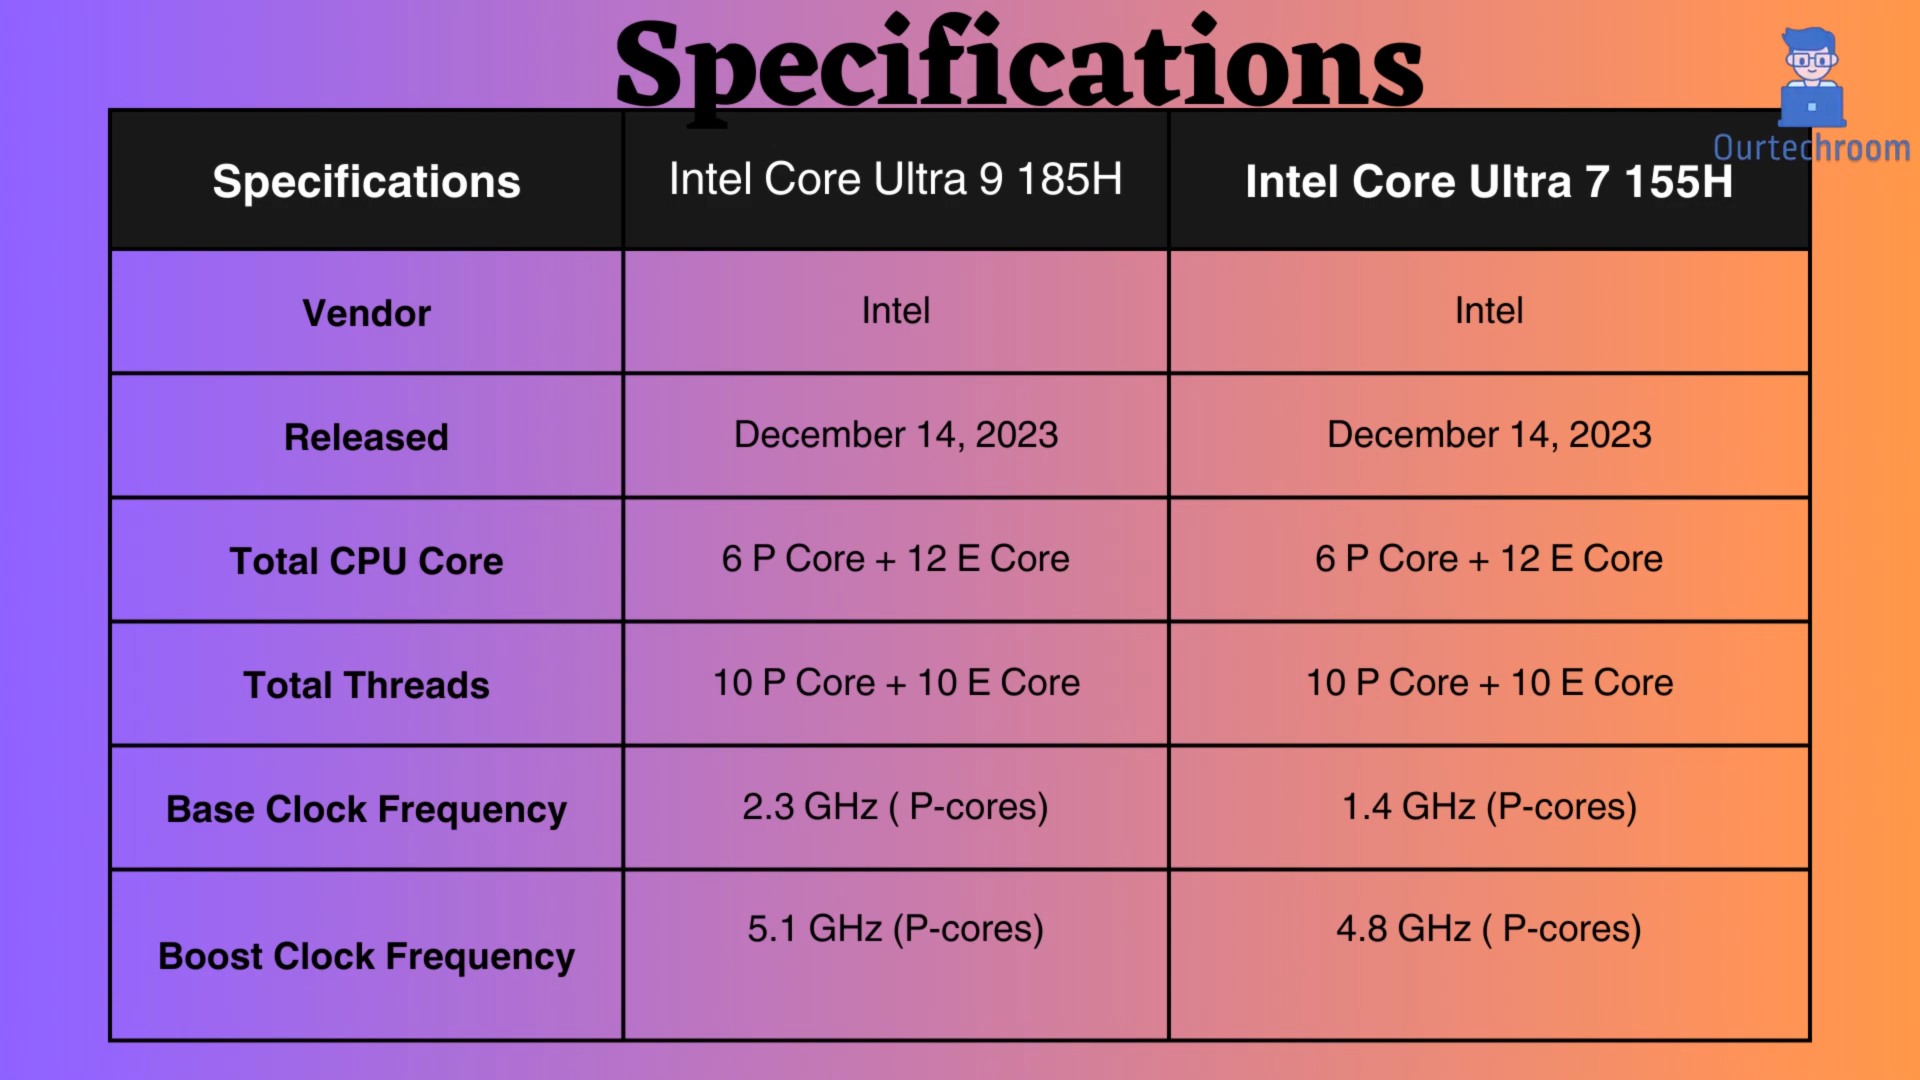 Specifications
Ourtechroom
Specifications Intel Core Ultra 9 185H Intel Core Ultra 7 155H
Vendor Intel Intel
Released December 14, 2023 December 14, 2023
Total CPU Core 6 P Core + 12 E Core 6 P Core + 12 E Core
Total Threads 10 P Core + 10 E Core 10 P Core + 10 E Core
Base Clock Frequency 2.3 GHz ( P-cores) 1.4 GHz (P-cores)
Boost Clock Frequency 5.1 GHz (P-cores) 4.8 GHz ( P-cores)